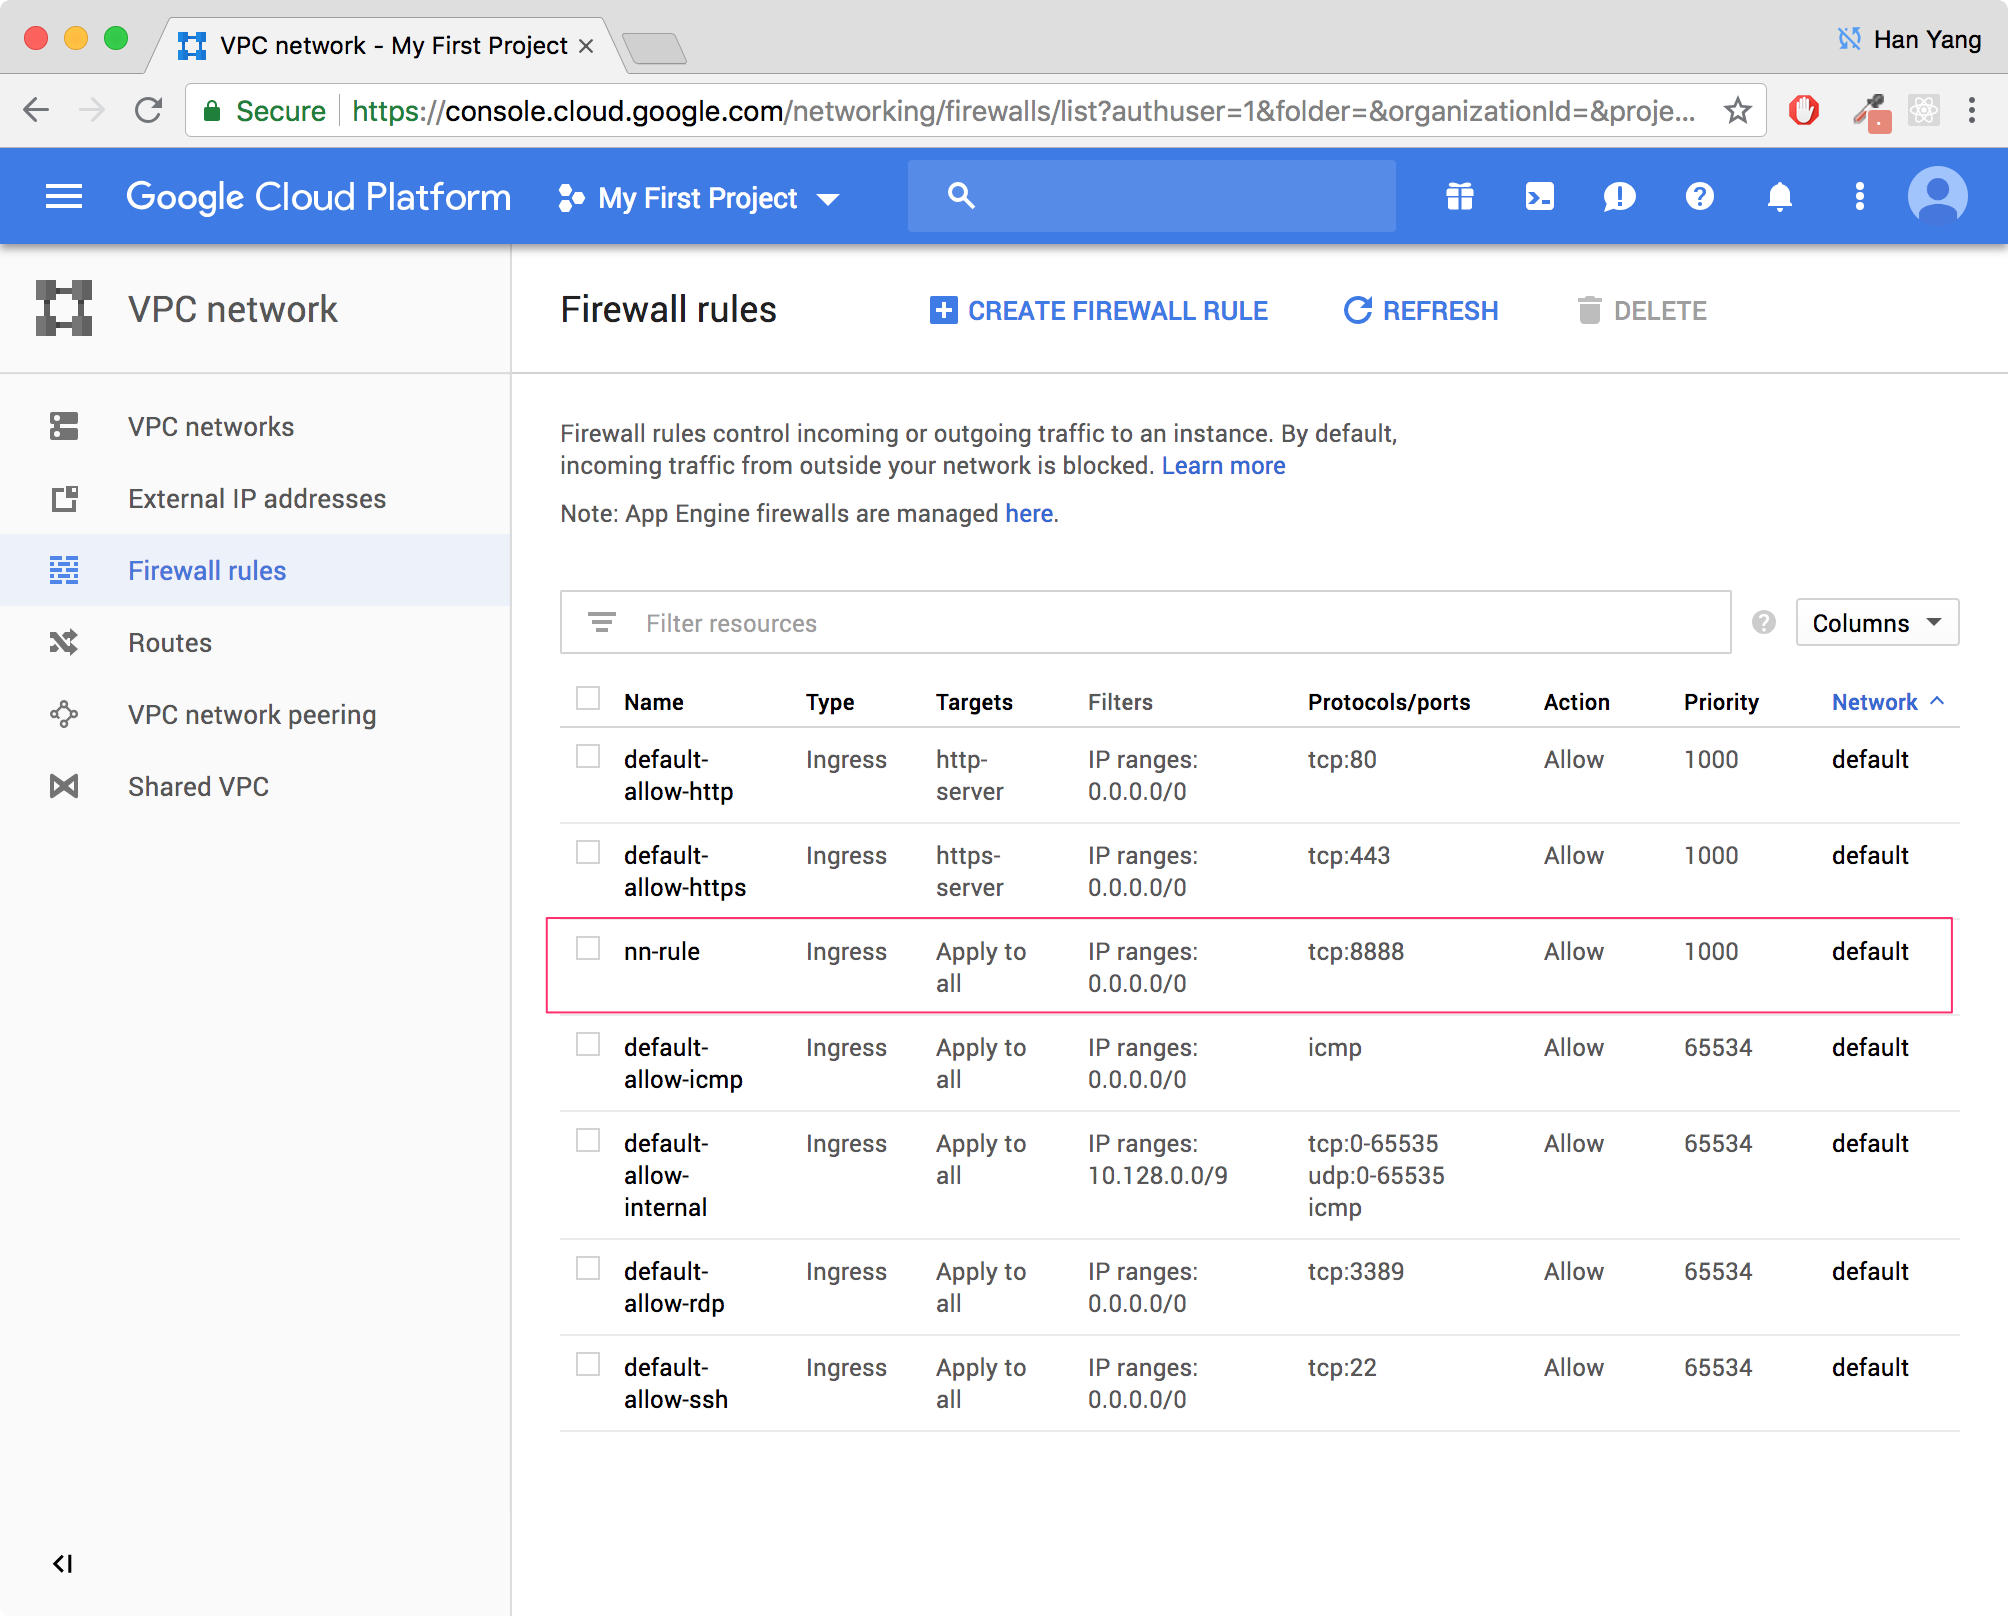 VPC network - My First Project
Han Yang
Secure https://console.cloud.google.com/networking/firewalls/list?authuser=1&folder=&organizationId=&proje...
Google Cloud Platform My First Project
VPC network
Firewall rules CREATE FIREWALL RULE REFRESH DELETE
VPC networks
External IP addresses
Firewall rules
Routes
VPC network peering
Shared VPC
Firewall rules control incoming or outgoing traffic to an instance. By default,
incoming traffic from outside your network is blocked. Learn more
Note: App Engine firewalls are managed here.
Filter resources
Columns
Name Type Targets Filters Protocols/ports Action Priority Network
default- Ingress http- IP ranges: tcp:80 Allow 1000 default
allow-http server 0.0.0.0/0
default- Ingress https- IP ranges: tcp:443 Allow 1000 default
allow-https server 0.0.0.0/0
nn-rule Ingress Apply to IP ranges: tcp:8888 Allow 1000 default
all 0.0.0.0/0
default- Ingress Apply to IP ranges: icmp Allow 65534 default
allow-icmp all 0.0.0.0/0
default- Ingress Apply to IP ranges: tcp:0-65535 Allow 65534 default
allow- all 10.128.0.0/9 udp:0-65535
internal icmp
default- Ingress Apply to IP ranges: tcp:3389 Allow 65534 default
allow-rdp all 0.0.0.0/0
default- Ingress Apply to IP ranges: tcp:22 Allow 65534 default
allow-ssh all 0.0.0.0/0